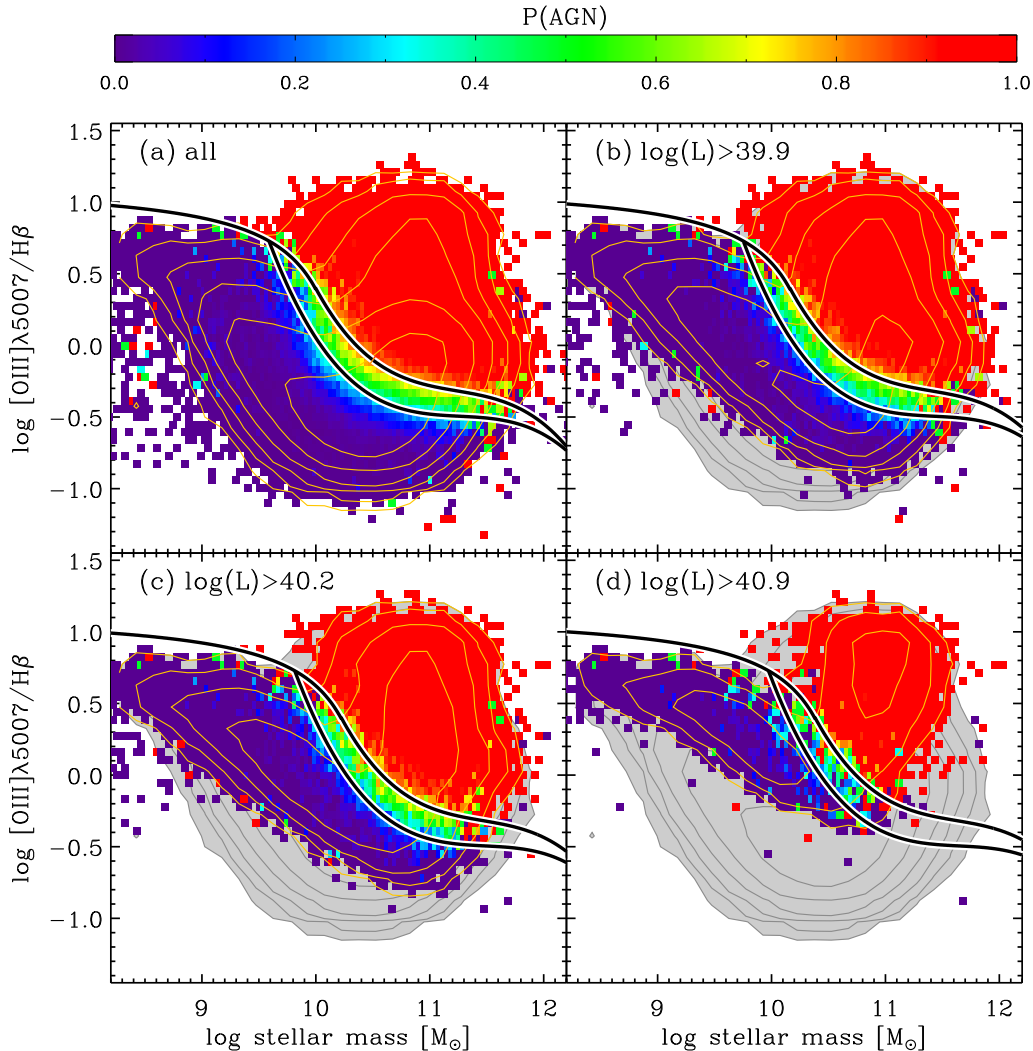 P(AGN)
0.0 0.2 0.4 0.6 0.8 1.0
(a) all
(b) log(L)>39.9
1.5
1.0
0.5
0.0
−0.5
−1.0
log [OIII]λ5007/Hβ
(c) log(L)>40.2
(d) log(L)>40.9
1.5
1.0
0.5
0.0
−0.5
−1.0
log [OIII]λ5007/Hβ
9 10 11 12
9 10 11 12
log stellar mass [M☉]
log stellar mass [M☉]